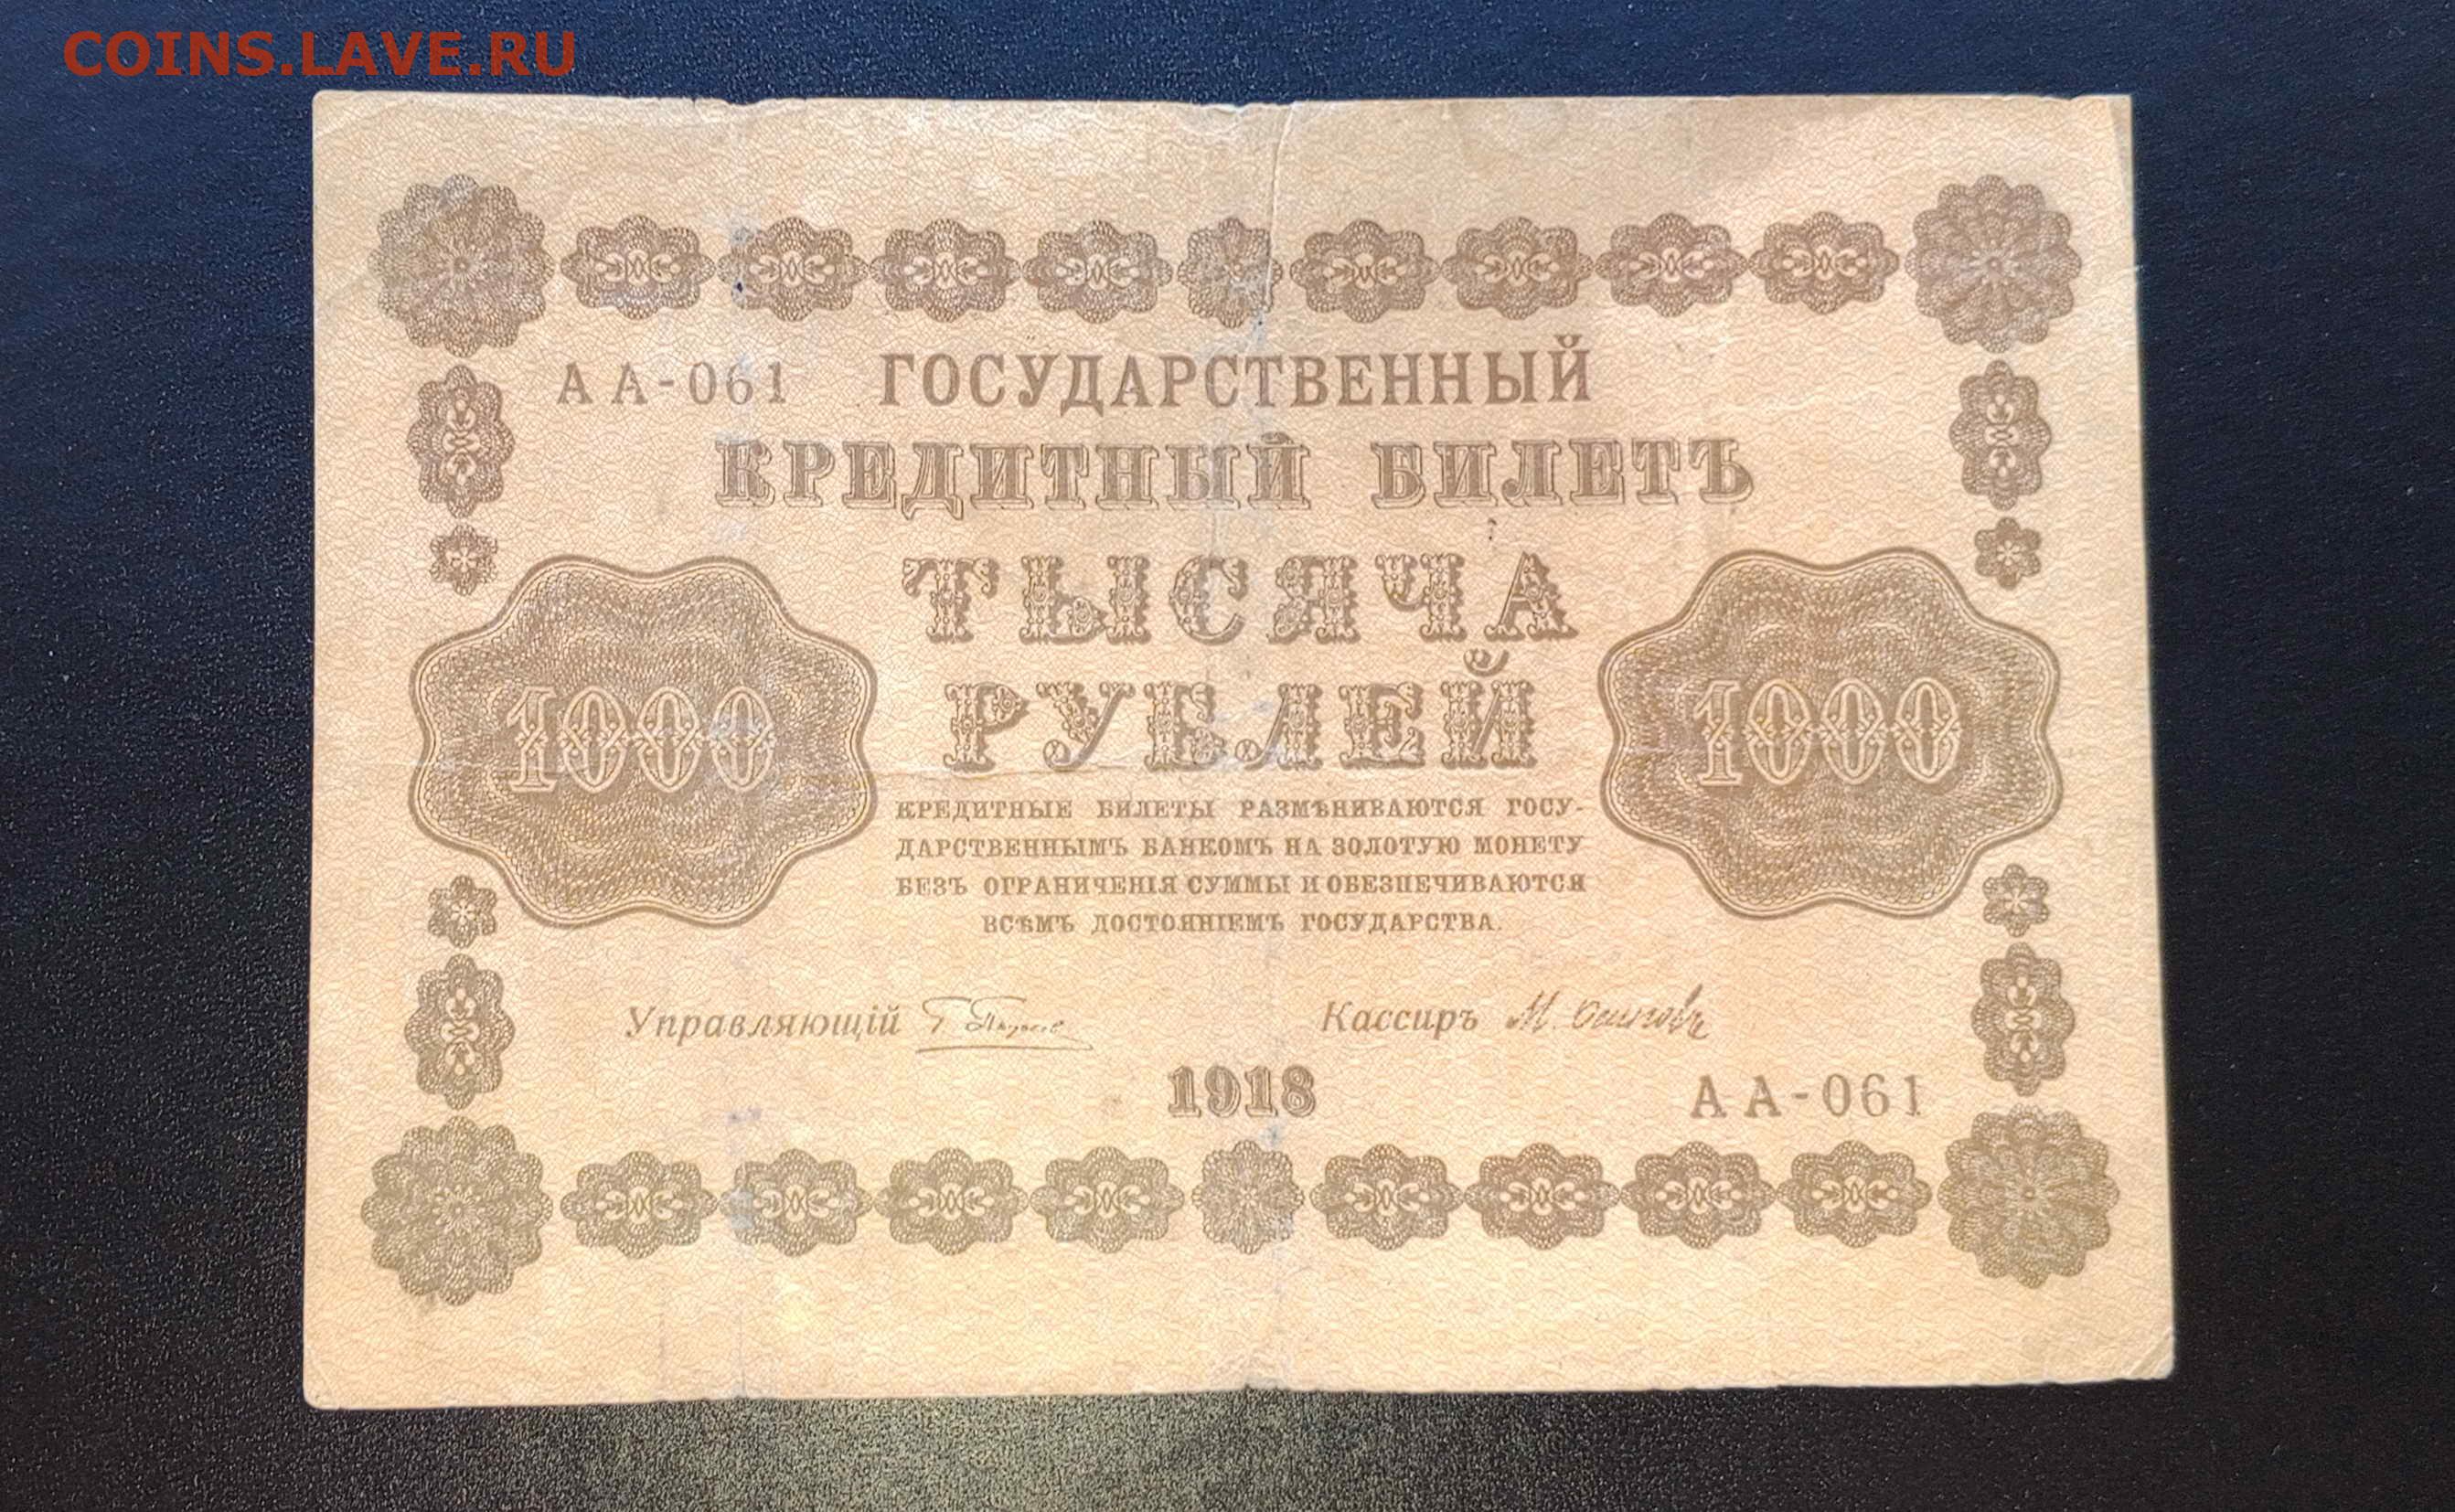 COINS.LAVE.RU
АА-061 ГОСУДАРСТВЕННЫЙ
КРЕДИТНЫЙ БИЛЕТЪ
ТЫСЯЧА
РУБЛЕЙ
1000 1000
КРЕДИТНЫЕ БИЛЕТЫ РАЗМѢНИВАЮТСЯ ГОСУ-
ДАРСТВЕННЫМЪ БАНКОМЪ НА ЗОЛОТУЮ МОНЕТУ
БЕЗЪ ОГРАНИЧЕНІЯ СУММЫ И ОБЕЗПЕЧИВАЮТСЯ
ВСѢМЪ ДОСТОЯНІЕМЪ ГОСУДАРСТВА.
Управляющій Кассиръ М. Осиповъ
1918
АА-061